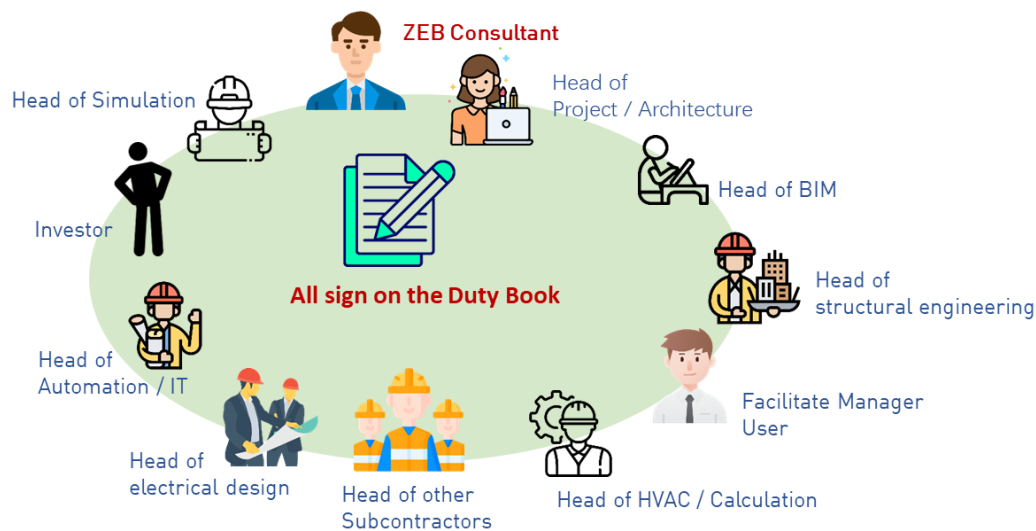 ZEB Consultant
Head of
Project / Architecture
Head of Simulation
Head of BIM
Investor
Head of
structural engineering
All sign on the Duty Book
Head of
Automation / IT
Facilitate Manager
User
Head of
electrical design
Head of other
Subcontractors
Head of HVAC / Calculation